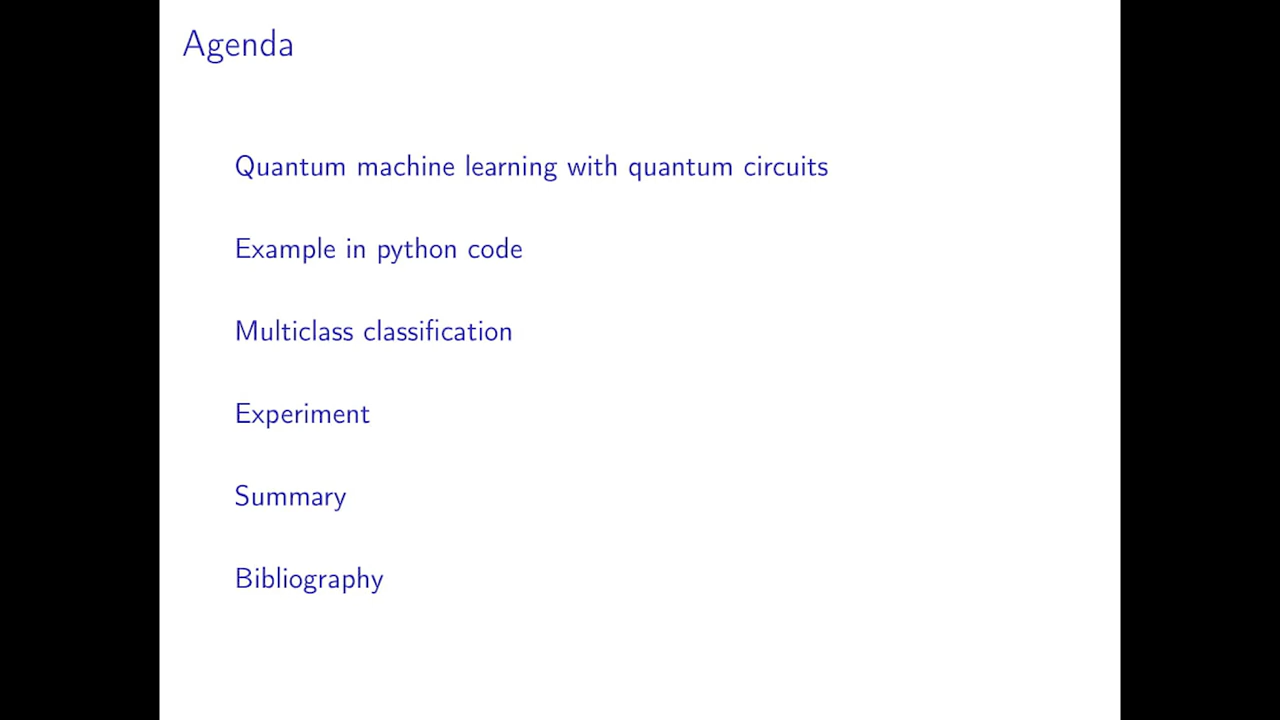 Agenda
Quantum machine learning with quantum circuits
Example in python code
Multiclass classification
Experiment
Summary
Bibliography